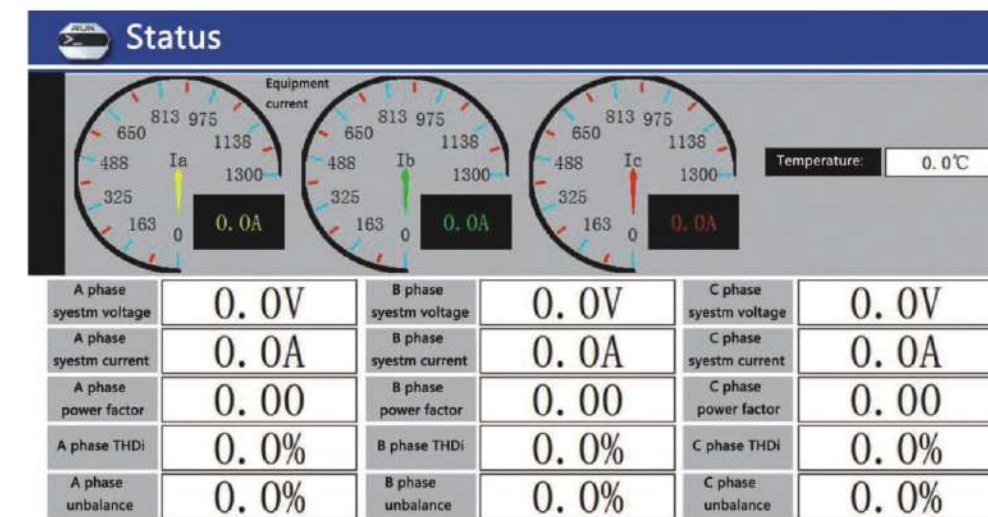 RUN
Status
Equipment
current
813 975
650 1138
488 Ia 1300
325
163 0
0.0A
813 975
650 1138
488 Ib 1300
325
163 0
0.0A
813 975
650 1138
488 Ic 1300
325
163 0
0.0A
Temperature: 0.0℃
A phase
syestm voltage
0.0V
B phase
syestm voltage
0.0V
C phase
syestm voltage
0.0V
A phase
syestm current
0.0A
B phase
syestm current
0.0A
C phase
syestm current
0.0A
A phase
power factor
0.00
B phase
power factor
0.00
C phase
power factor
0.00
A phase THDi 0.0%
B phase THDi 0.0%
C phase THDi 0.0%
A phase
unbalance
0.0%
B phase
unbalance
0.0%
C phase
unbalance
0.0%